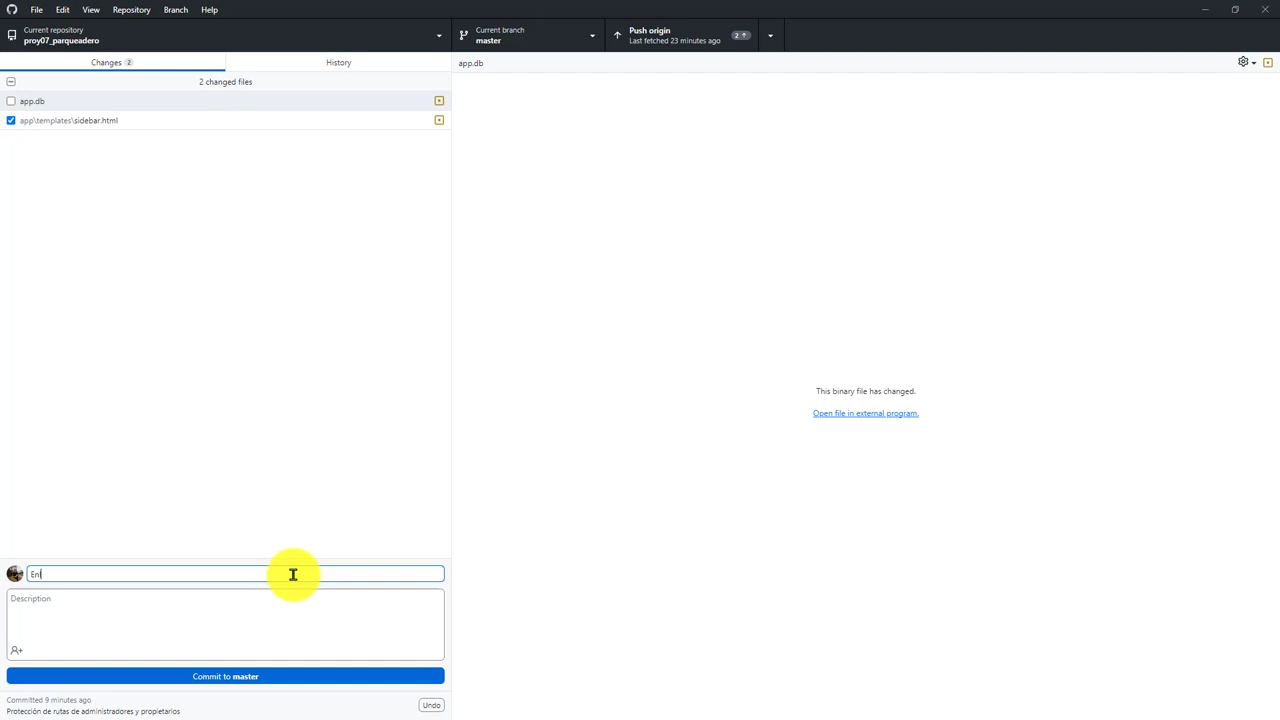 File Edit View Repository Branch Help
Current repository
proy07_parqueadero
Current branch
master
Push origin
Last fetched 23 minutes ago
2
Changes 2
History
2 changed files
app.db
app\templates\sidebar.html
app.db
This binary file has changed.
Open file in external program.
Enl
Description
Commit to master
Committed 9 minutes ago
Protección de rutas de administradores y propietarios
Undo